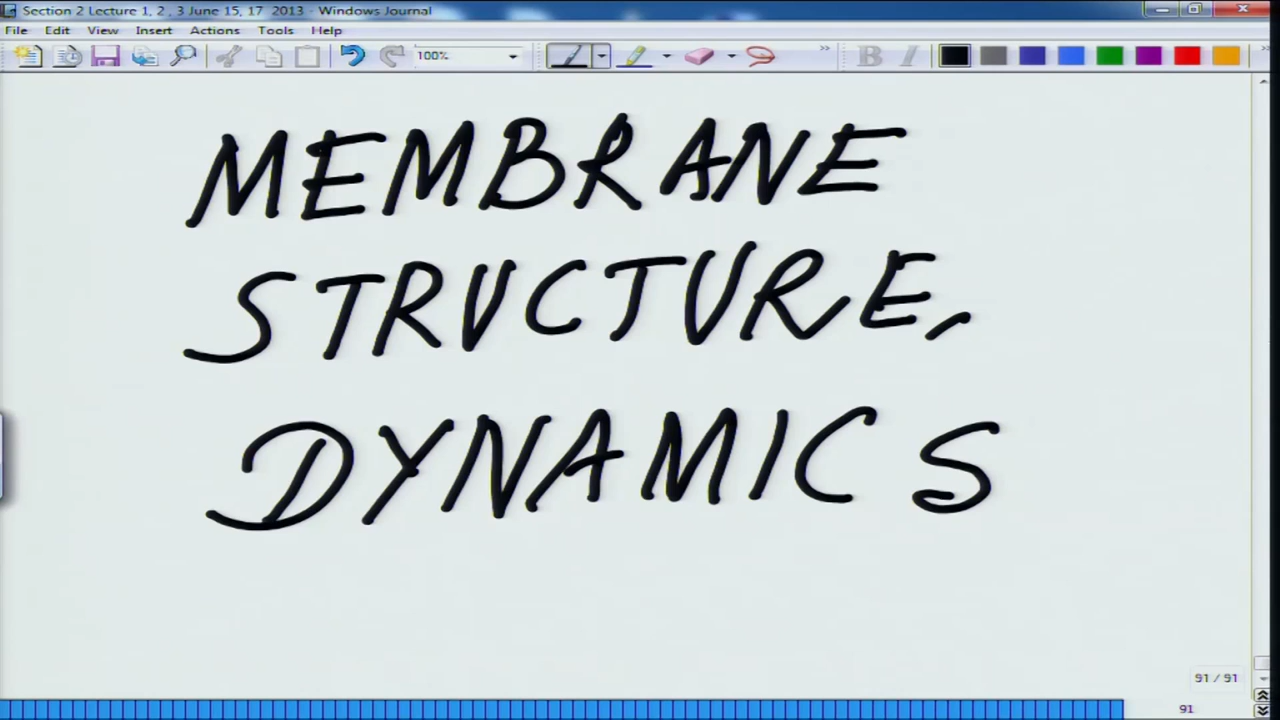 Section 2 Lecture 1, 2 , 3 June 15, 17 2013 - Windows Journal
File Edit View Insert Actions Tools Help
100% B I
MEMBRANE
STRUCTURE,
DYNAMICS
91 / 91
91